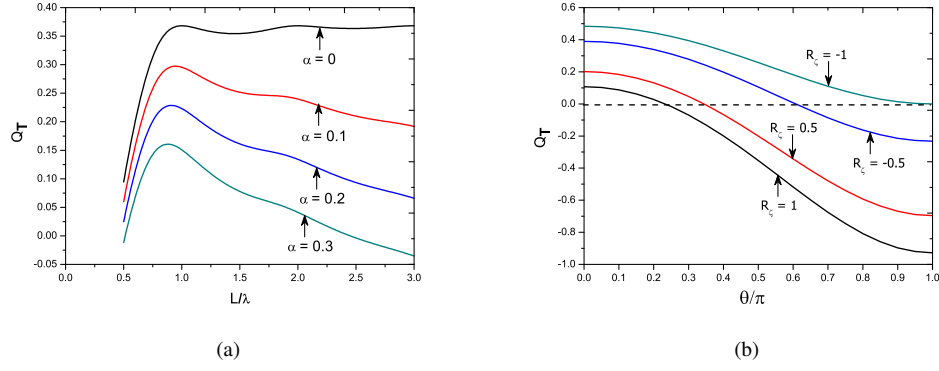 0.40
0.35
0.30
0.25
0.20
0.15
0.10
0.05
0.00
-0.05
Q_T
α = 0
α = 0.1
α = 0.2
α = 0.3
0.0 0.5 1.0 1.5 2.0 2.5 3.0
L/λ
(a)
0.6
0.4
0.2
0.0
-0.2
-0.4
-0.6
-0.8
-1.0
Q_T
R_ζ = -1
R_ζ = 0.5
R_ζ = -0.5
R_ζ = 1
0.0 0.1 0.2 0.3 0.4 0.5 0.6 0.7 0.8 0.9 1.0
θ/π
(b)